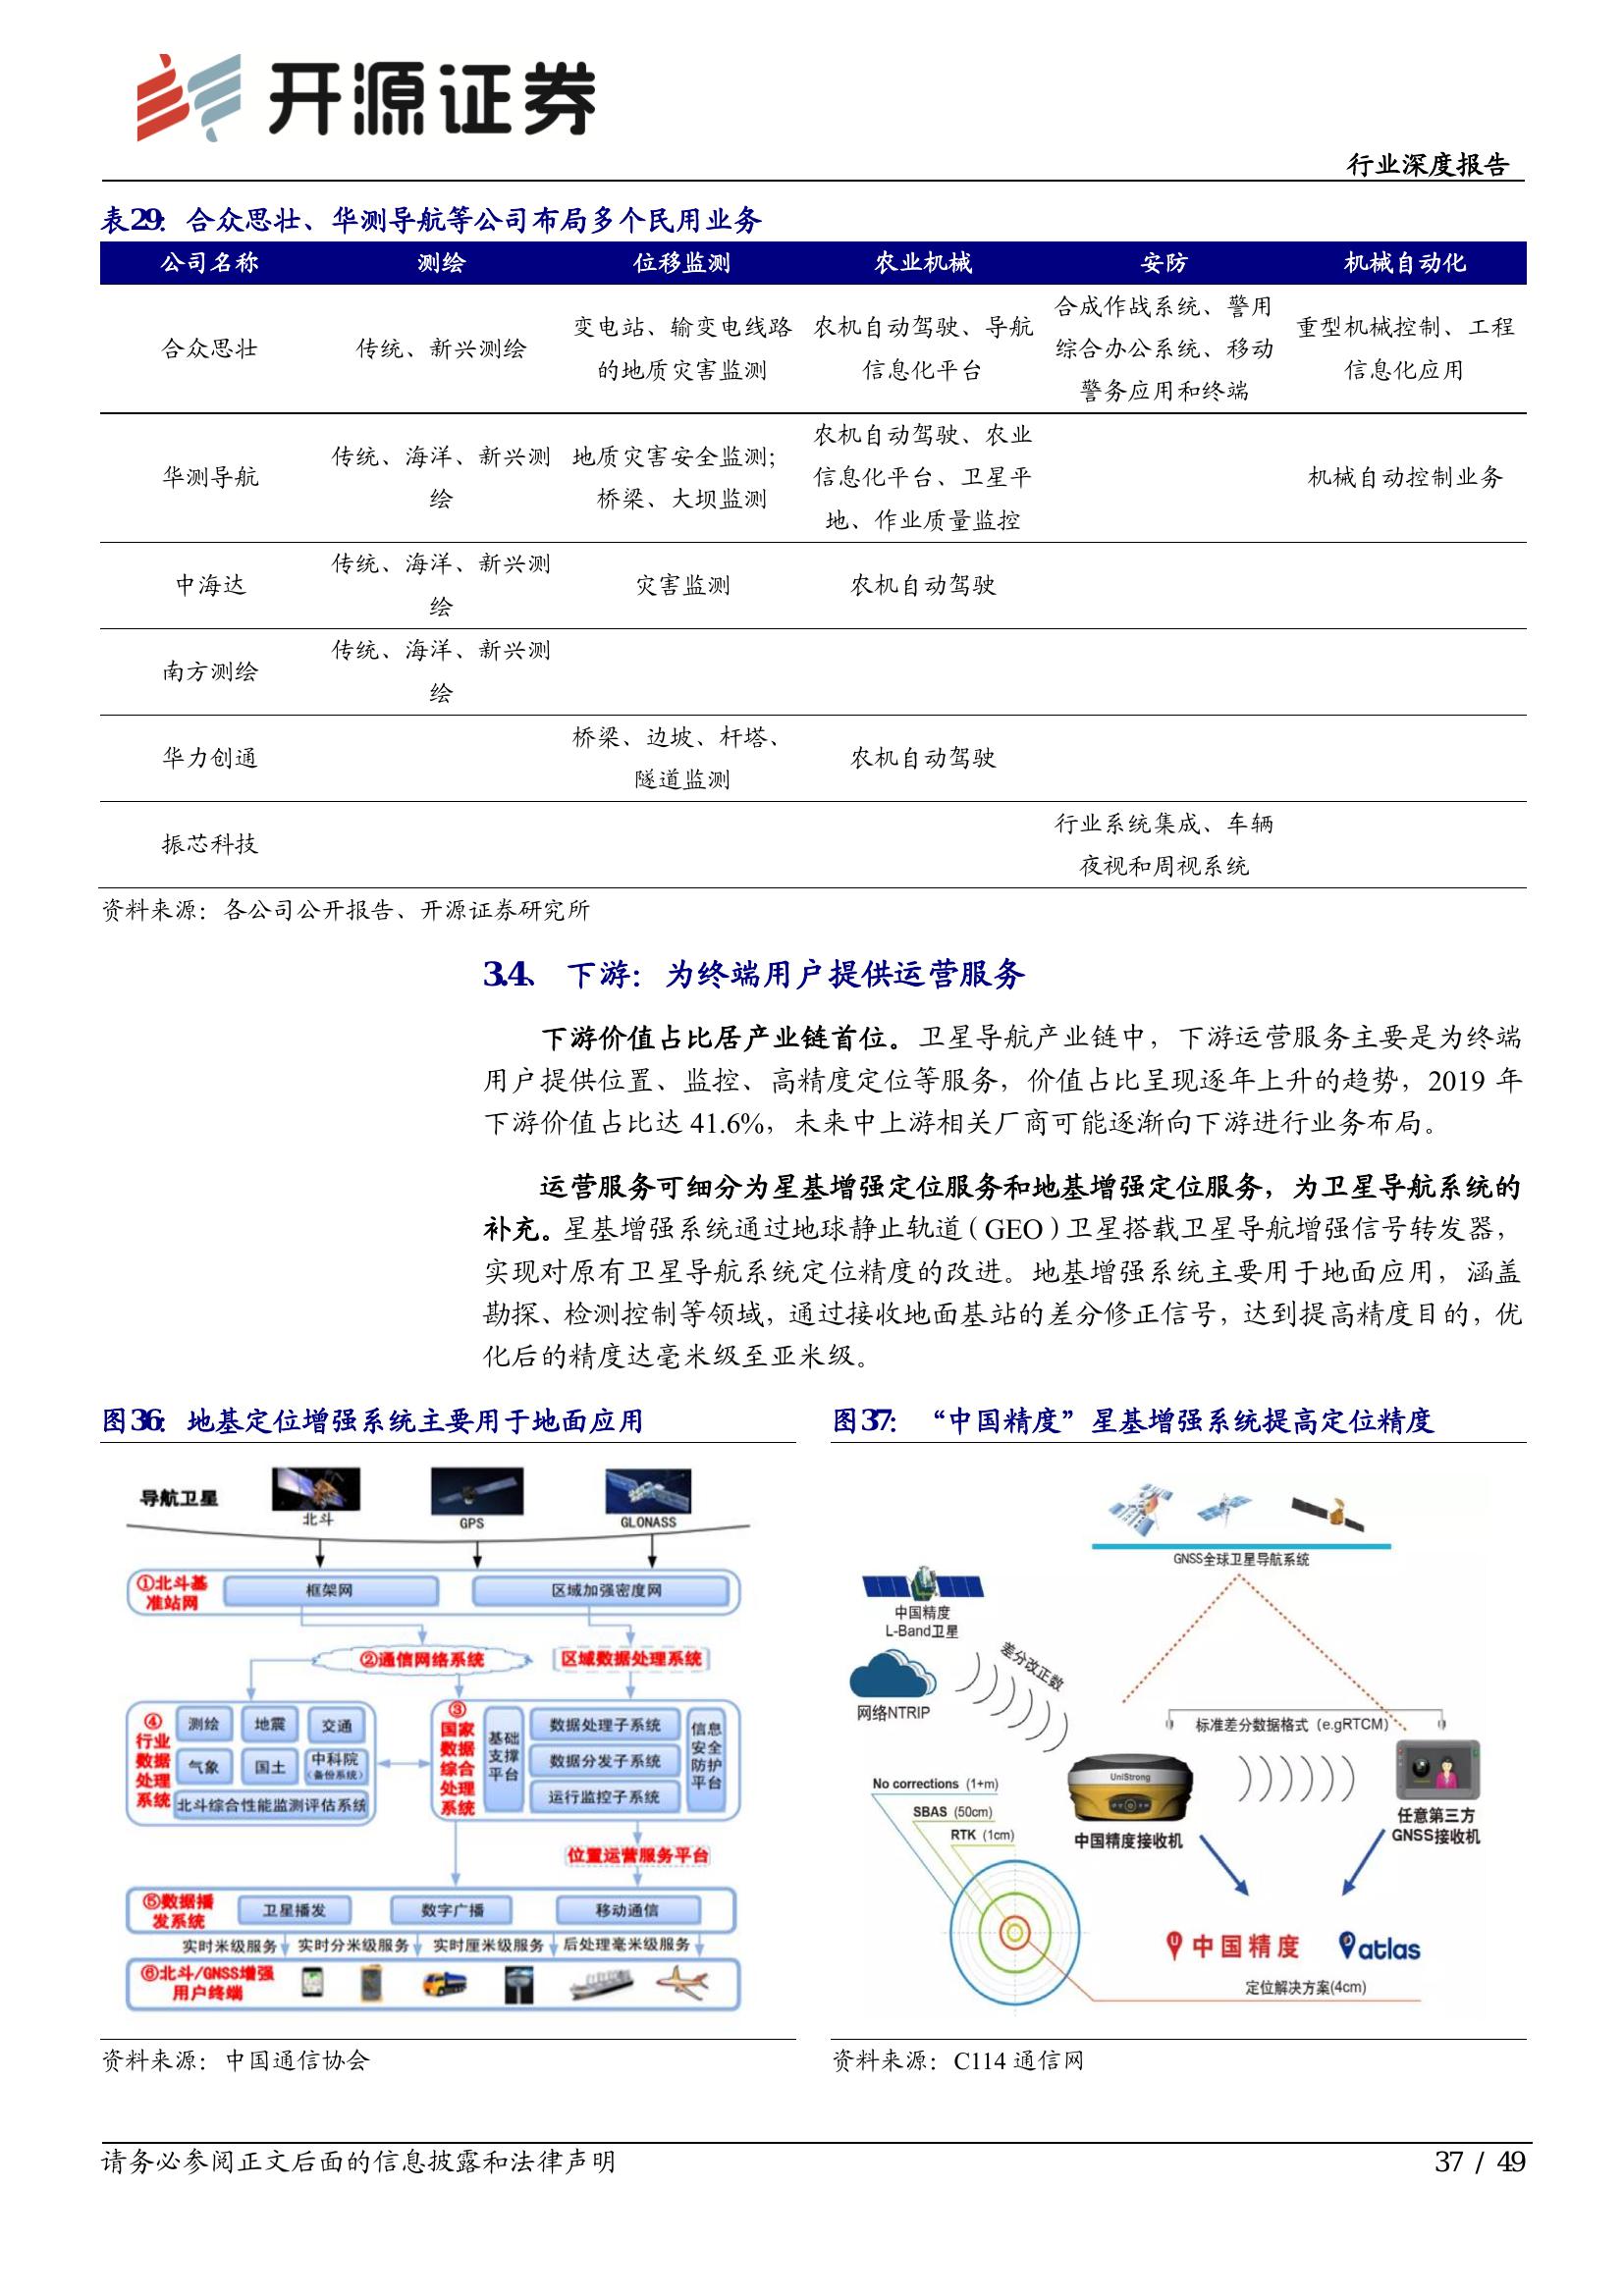 开源证券
行业深度报告
表29：合众思壮、华测导航等公司布局多个民用业务
公司名称 测绘 位移监测 农业机械 安防 机械自动化
合众思壮 传统、新兴测绘 变电站、输变电线路的地质灾害监测 农机自动驾驶、导航信息化平台 合成作战系统、警用综合办公系统、移动警务应用和终端 重型机械控制、工程信息化应用
华测导航 传统、海洋、新兴测绘 地质灾害安全监测；桥梁、大坝监测 农机自动驾驶、农业信息化平台、卫星平地、作业质量监控 机械自动控制业务
中海达 传统、海洋、新兴测绘 灾害监测 农机自动驾驶
南方测绘 传统、海洋、新兴测绘
华力创通 桥梁、边坡、杆塔、隧道监测 农机自动驾驶
振芯科技 行业系统集成、车辆夜视和周视系统
资料来源：各公司公开报告、开源证券研究所
3.4、 下游：为终端用户提供运营服务
下游价值占比居产业链首位。卫星导航产业链中，下游运营服务主要是为终端
用户提供位置、监控、高精度定位等服务，价值占比呈现逐年上升的趋势，2019 年
下游价值占比达 41.6%，未来中上游相关厂商可能逐渐向下游进行业务布局。
运营服务可细分为星基增强定位服务和地基增强定位服务，为卫星导航系统的
补充。星基增强系统通过地球静止轨道（GEO）卫星搭载卫星导航增强信号转发器，
实现对原有卫星导航系统定位精度的改进。地基增强系统主要用于地面应用，涵盖
勘探、检测控制等领域，通过接收地面基站的差分修正信号，达到提高精度目的，优
化后的精度达毫米级至亚米级。
图36：地基定位增强系统主要用于地面应用
导航卫星
北斗
GPS
GLONASS
①北斗基
准站网
框架网
区域加强密度网
②通信网络系统
区域数据处理系统
④
行业
数据
处理
系统
测绘 地震 交通
气象 国土 中科院
（备份系统）
北斗综合性能监测评估系统
③
国家
数据
综合
处理
系统
基础
支撑
平台
数据处理子系统
数据分发子系统
运行监控子系统
信息
安全
防护
平台
位置运营服务平台
⑤数据播
发系统
卫星播发
数字广播
移动通信
实时米级服务 实时分米级服务 实时厘米级服务 后处理毫米级服务
⑥北斗/GNSS增强
用户终端
资料来源：中国通信协会
图37：“中国精度”星基增强系统提高定位精度
GNSS全球卫星导航系统
中国精度
L-Band卫星
差分改正数
网络NTRIP
标准差分数据格式（e.gRTCM）
No corrections (1+m)
SBAS (50cm)
RTK (1cm)
UniStrong
中国精度接收机
任意第三方
GNSS接收机
中国精度
atlas
定位解决方案(4cm)
资料来源：C114 通信网
请务必参阅正文后面的信息披露和法律声明
37 / 49